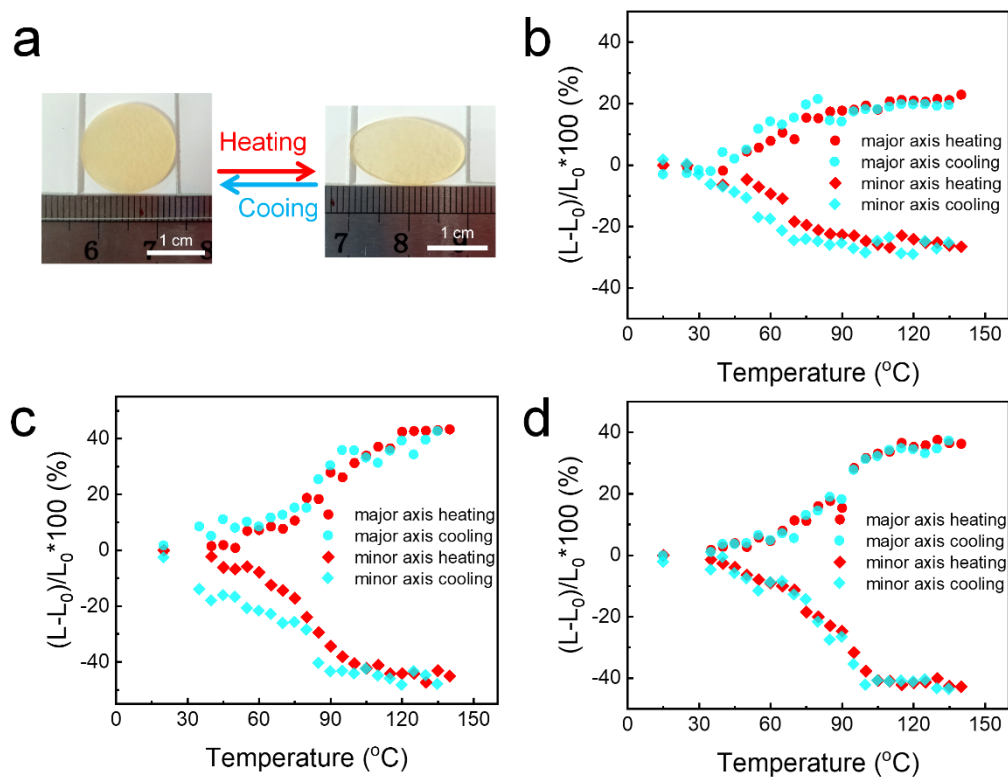 a
Heating
Cooing
6 7 8
1 cm
7 8 9
1 cm
b
(L-L₀)/L₀*100 (%)
40
20
0
-20
-40
major axis heating
major axis cooling
minor axis heating
minor axis cooling
0 30 60 90 120 150
Temperature (°C)
c
(L-L₀)/L₀*100 (%)
40
20
0
-20
-40
major axis heating
major axis cooling
minor axis heating
minor axis cooling
0 30 60 90 120 150
Temperature (°C)
d
(L-L₀)/L₀*100 (%)
40
20
0
-20
-40
major axis heating
major axis cooling
minor axis heating
minor axis cooling
0 30 60 90 120 150
Temperature (°C)